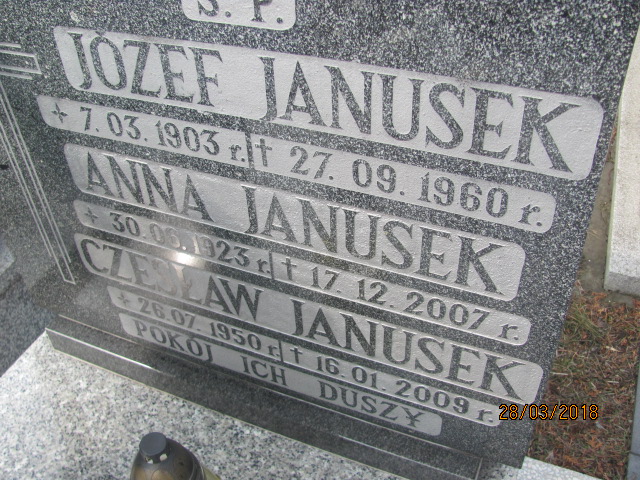 Ś. P.
JÓZEF JANUSEK
+ 7.03.1903 r. † 27.09.1960 r.
ANNA JANUSEK
+ 30.06.1923 r. † 17.12.2007 r.
CZESŁAW JANUSEK
+ 26.07.1950 r. † 16.01.2009 r.
POKÓJ ICH DUSZY
28/03/2018